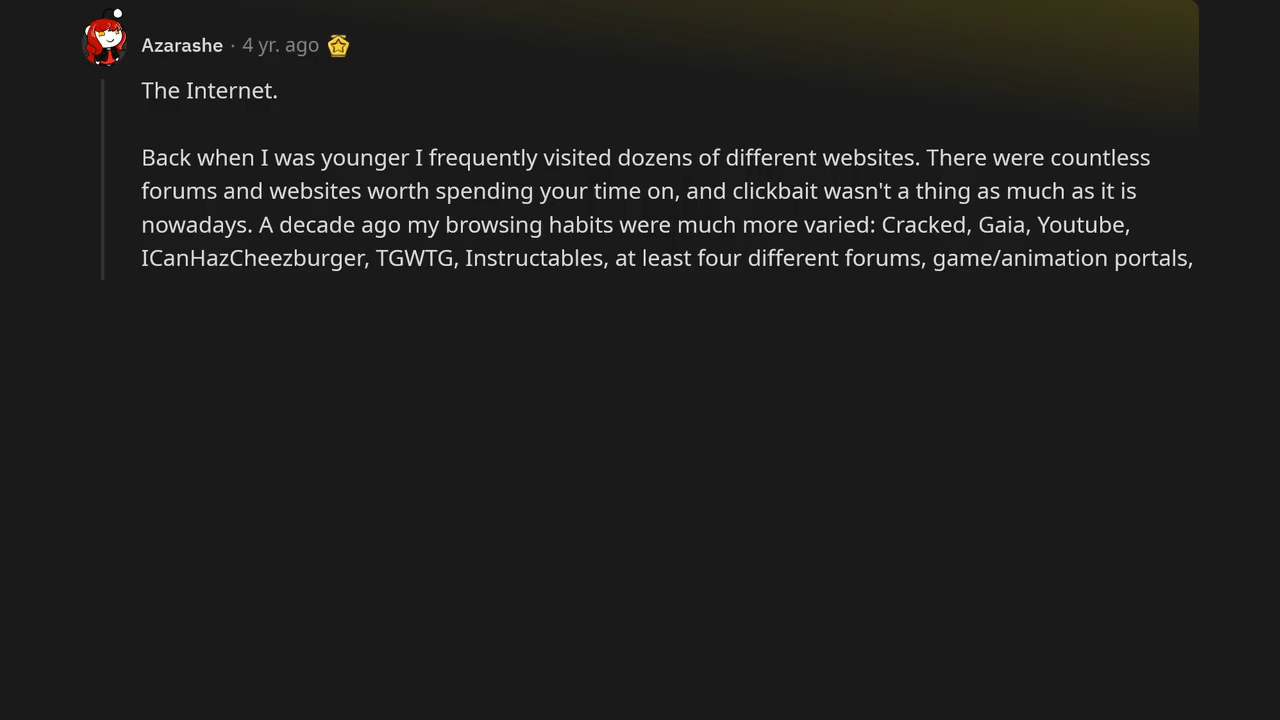 Azarashe · 4 yr. ago
The Internet.
Back when I was younger I frequently visited dozens of different websites. There were countless
forums and websites worth spending your time on, and clickbait wasn't a thing as much as it is
nowadays. A decade ago my browsing habits were much more varied: Cracked, Gaia, Youtube,
ICanHazCheezburger, TGWTG, Instructables, at least four different forums, game/animation portals,